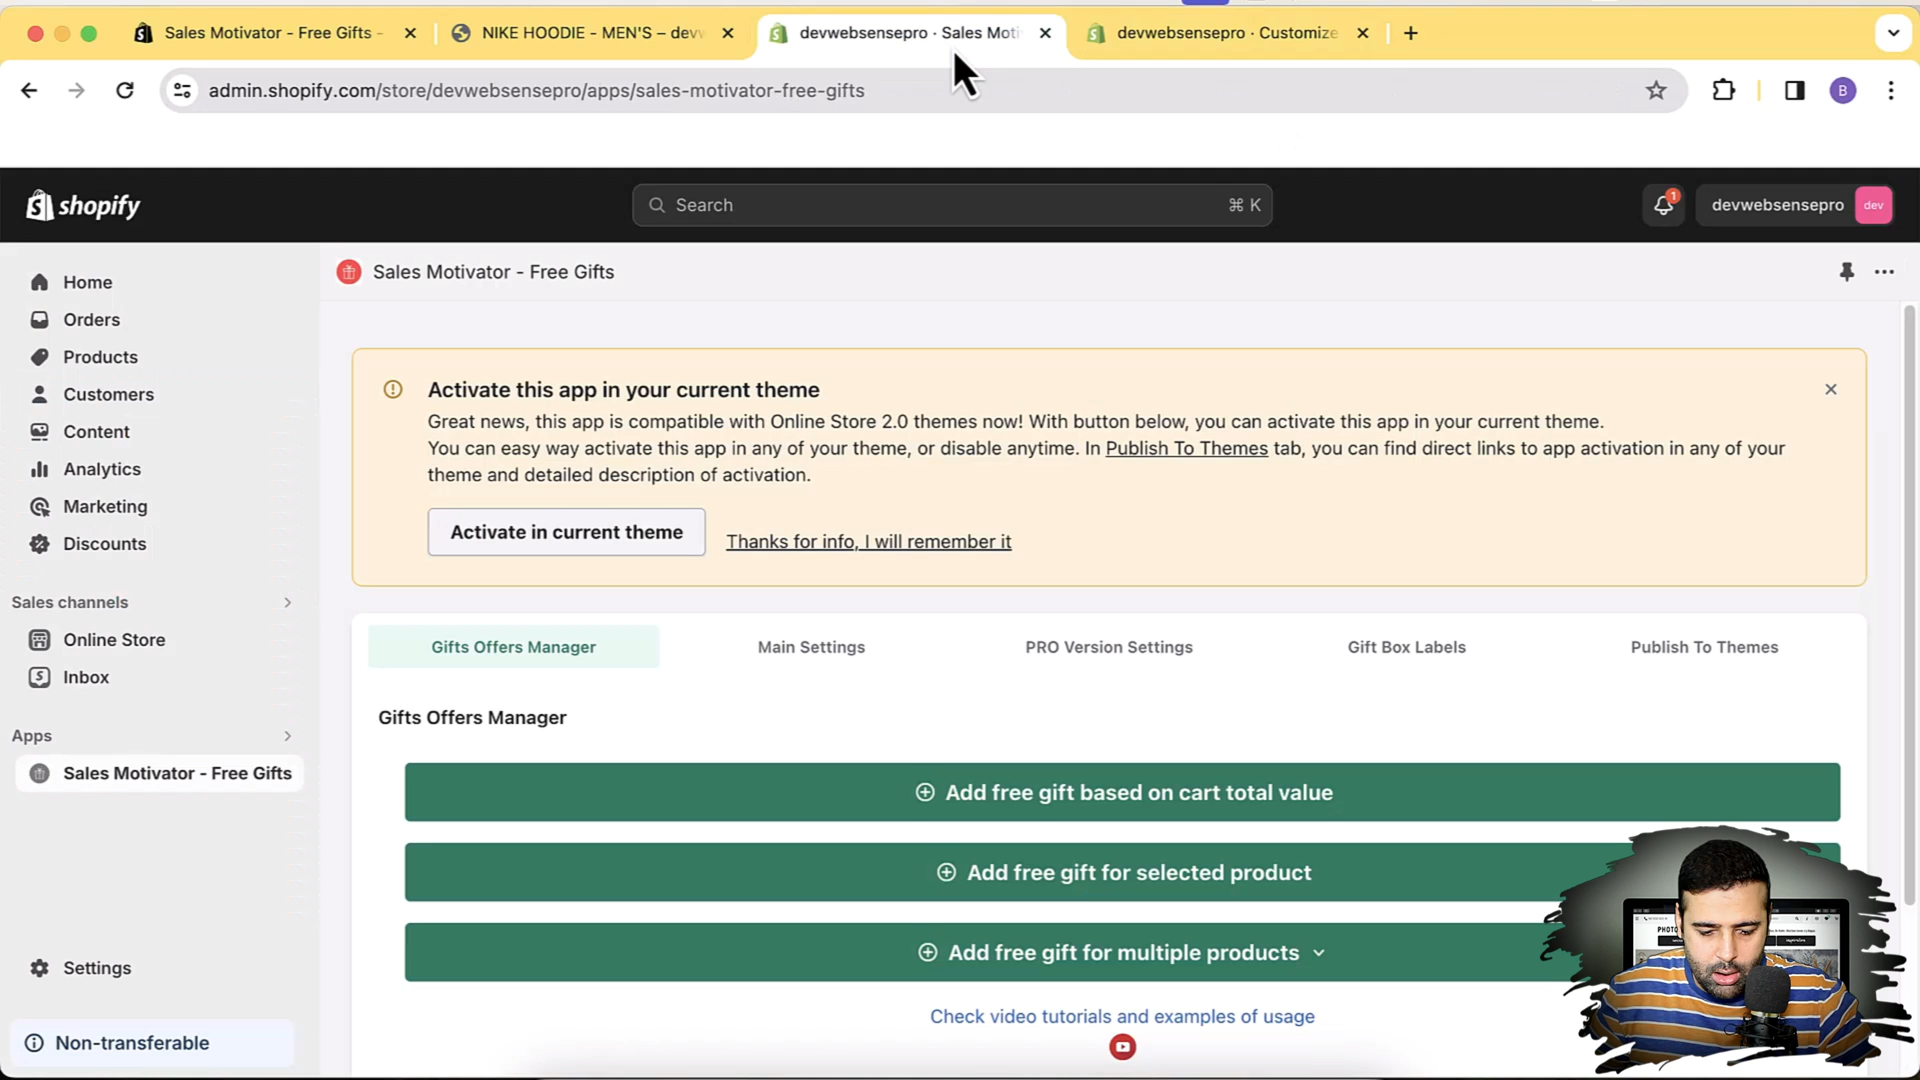 Sales Motivator - Free Gifts -
NIKE HOODIE - MEN'S – devw
devwebsensepro · Sales Moti
devwebsensepro · Customize
admin.shopify.com/store/devwebsensepro/apps/sales-motivator-free-gifts
B
shopify
Search
⌘ K
1
devwebsensepro
dev
Home
Orders
Products
Customers
Content
Analytics
Marketing
Discounts
Sales channels
Online Store
Inbox
Apps
Sales Motivator - Free Gifts
Settings
Non-transferable
Sales Motivator - Free Gifts
Activate this app in your current theme
Great news, this app is compatible with Online Store 2.0 themes now! With button below, you can activate this app in your current theme.
You can easy way activate this app in any of your theme, or disable anytime. In Publish To Themes tab, you can find direct links to app activation in any of your
theme and detailed description of activation.
Activate in current theme
Thanks for info, I will remember it
Gifts Offers Manager
Main Settings
PRO Version Settings
Gift Box Labels
Publish To Themes
Gifts Offers Manager
Add free gift based on cart total value
Add free gift for selected product
Add free gift for multiple products
Check video tutorials and examples of usage
PHOTO